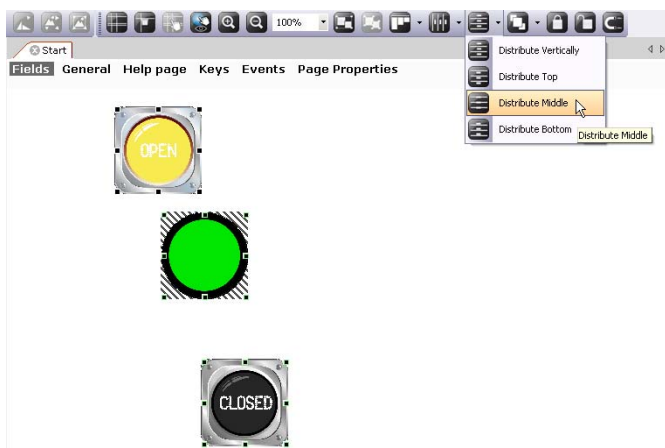 100%
Start
Fields General Help page Keys Events Page Properties
Distribute Vertically
Distribute Top
Distribute Middle
Distribute Bottom
Distribute Middle
OPEN
CLOSED